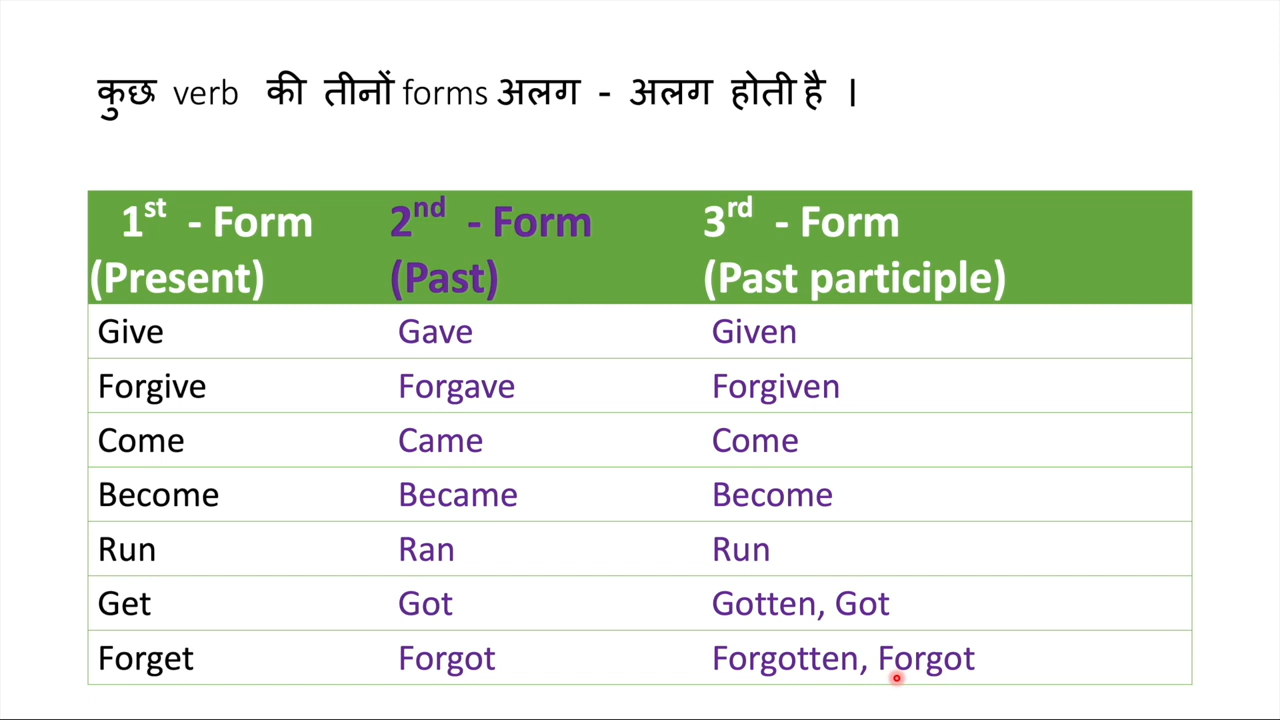 कुछ verb की तीनों forms अलग - अलग होती है ।
1st - Form 2nd - Form 3rd - Form
(Present) (Past) (Past participle)
Give Gave Given
Forgive Forgave Forgiven
Come Came Come
Become Became Become
Run Ran Run
Get Got Gotten, Got
Forget Forgot Forgotten, Forgot